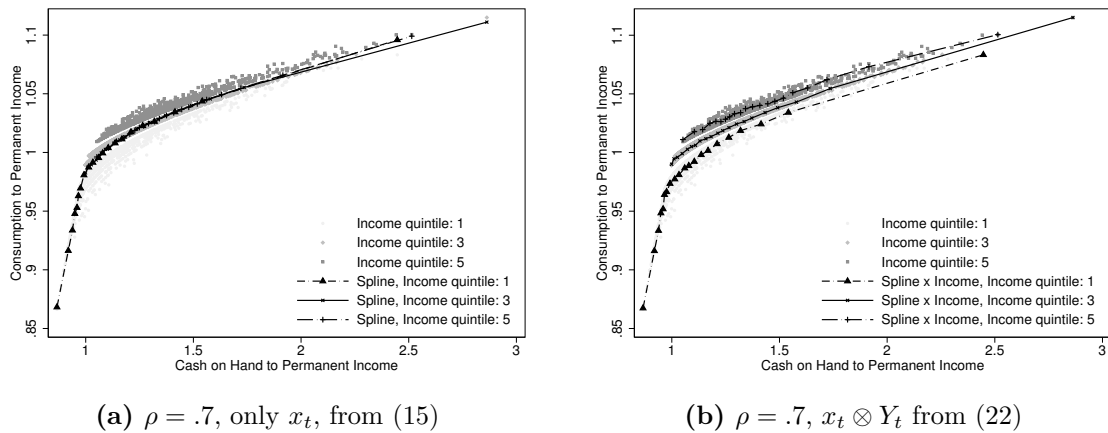 Consumption to Permanent Income
1.1
1.05
1
.95
.9
.85
Income quintile: 1
Income quintile: 3
Income quintile: 5
Spline, Income quintile: 1
Spline, Income quintile: 3
Spline, Income quintile: 5
1 1.5 2 2.5 3
Cash on Hand to Permanent Income
(a) ρ = .7, only xₜ, from (15)
Consumption to Permanent Income
1.1
1.05
1
.95
.9
.85
Income quintile: 1
Income quintile: 3
Income quintile: 5
Spline x Income, Income quintile: 1
Spline x Income, Income quintile: 3
Spline x Income, Income quintile: 5
1 1.5 2 2.5 3
Cash on Hand to Permanent Income
(b) ρ = .7, xₜ ⊗ Yₜ from (22)